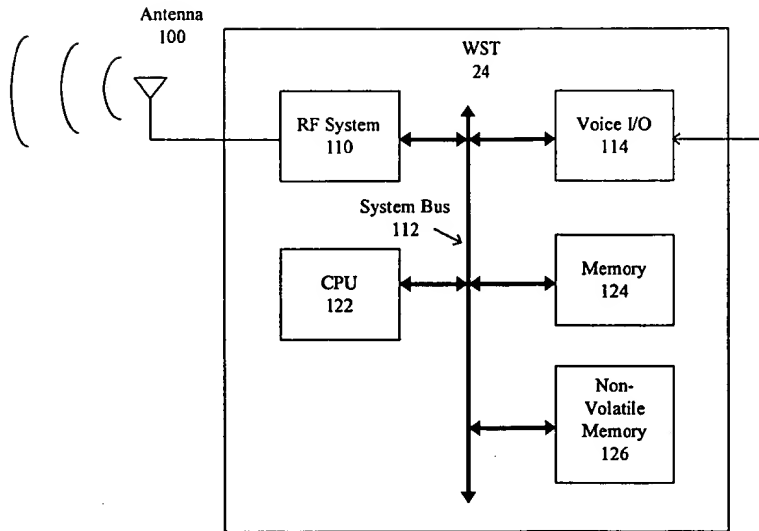 Antenna
100
WST
24
RF System
110
Voice I/O
114
System Bus
112
CPU
122
Memory
124
Non-
Volatile
Memory
126